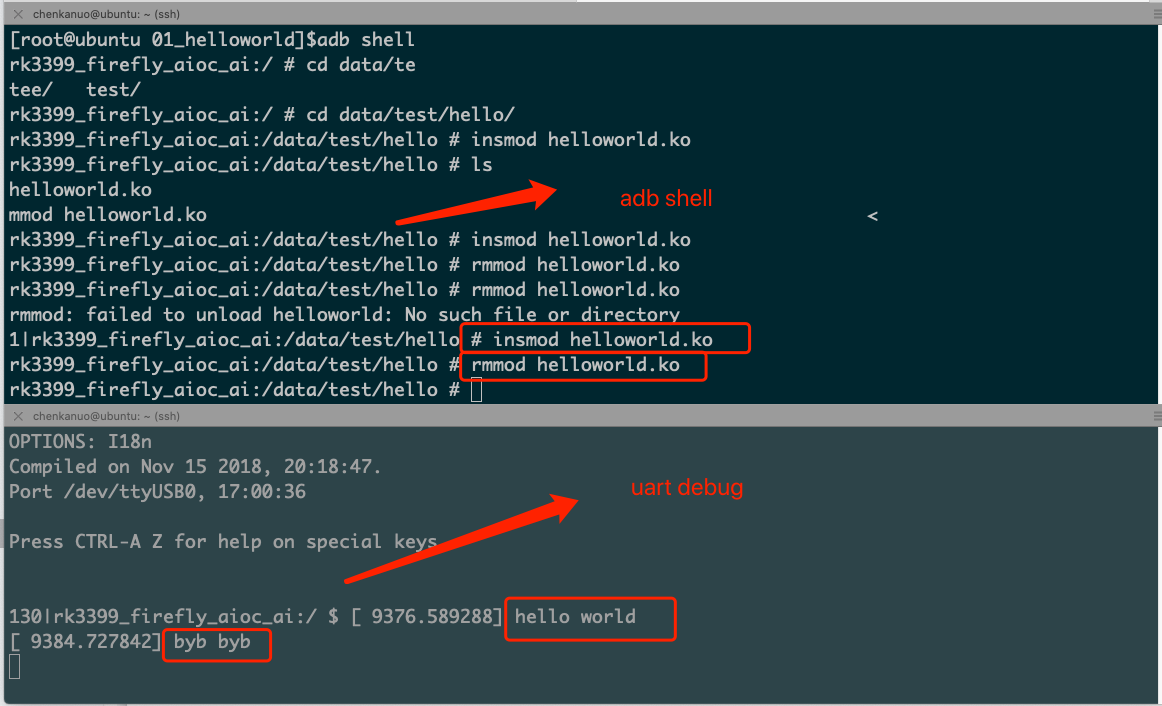 chenkanuo@ubuntu: ~ (ssh)
[root@ubuntu 01_helloworld]$adb shell
rk3399_firefly_aioc_ai:/ # cd data/te
tee/   test/
rk3399_firefly_aioc_ai:/ # cd data/test/hello/
rk3399_firefly_aioc_ai:/data/test/hello # insmod helloworld.ko
rk3399_firefly_aioc_ai:/data/test/hello # ls
helloworld.ko
adb shell
mmod helloworld.ko <
rk3399_firefly_aioc_ai:/data/test/hello # insmod helloworld.ko
rk3399_firefly_aioc_ai:/data/test/hello # rmmod helloworld.ko
rk3399_firefly_aioc_ai:/data/test/hello # rmmod helloworld.ko
rmmod: failed to unload helloworld: No such file or directory
1|rk3399_firefly_aioc_ai:/data/test/hello # insmod helloworld.ko
rk3399_firefly_aioc_ai:/data/test/hello # rmmod helloworld.ko
rk3399_firefly_aioc_ai:/data/test/hello #
chenkanuo@ubuntu: ~ (ssh)
OPTIONS: I18n
Compiled on Nov 15 2018, 20:18:47.
Port /dev/ttyUSB0, 17:00:36
uart debug
Press CTRL-A Z for help on special keys
130|rk3399_firefly_aioc_ai:/ $ [ 9376.589288] hello world
[ 9384.727842] byb byb